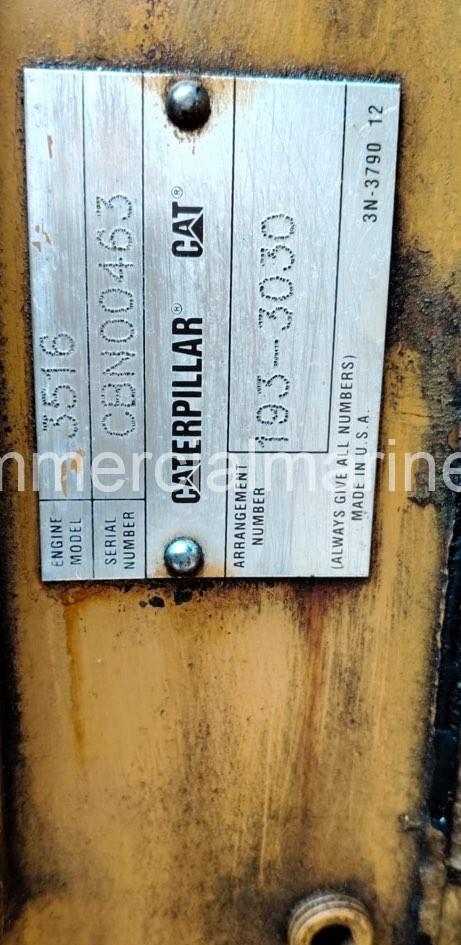 ENGINE
MODEL
3516
SERIAL
NUMBER
CBN00463
CATERPILLAR® CAT®
ARRANGEMENT
NUMBER
193-3030
(ALWAYS GIVE ALL NUMBERS)
MADE IN U.S.A.
3N-3790 12
mmercialmarine